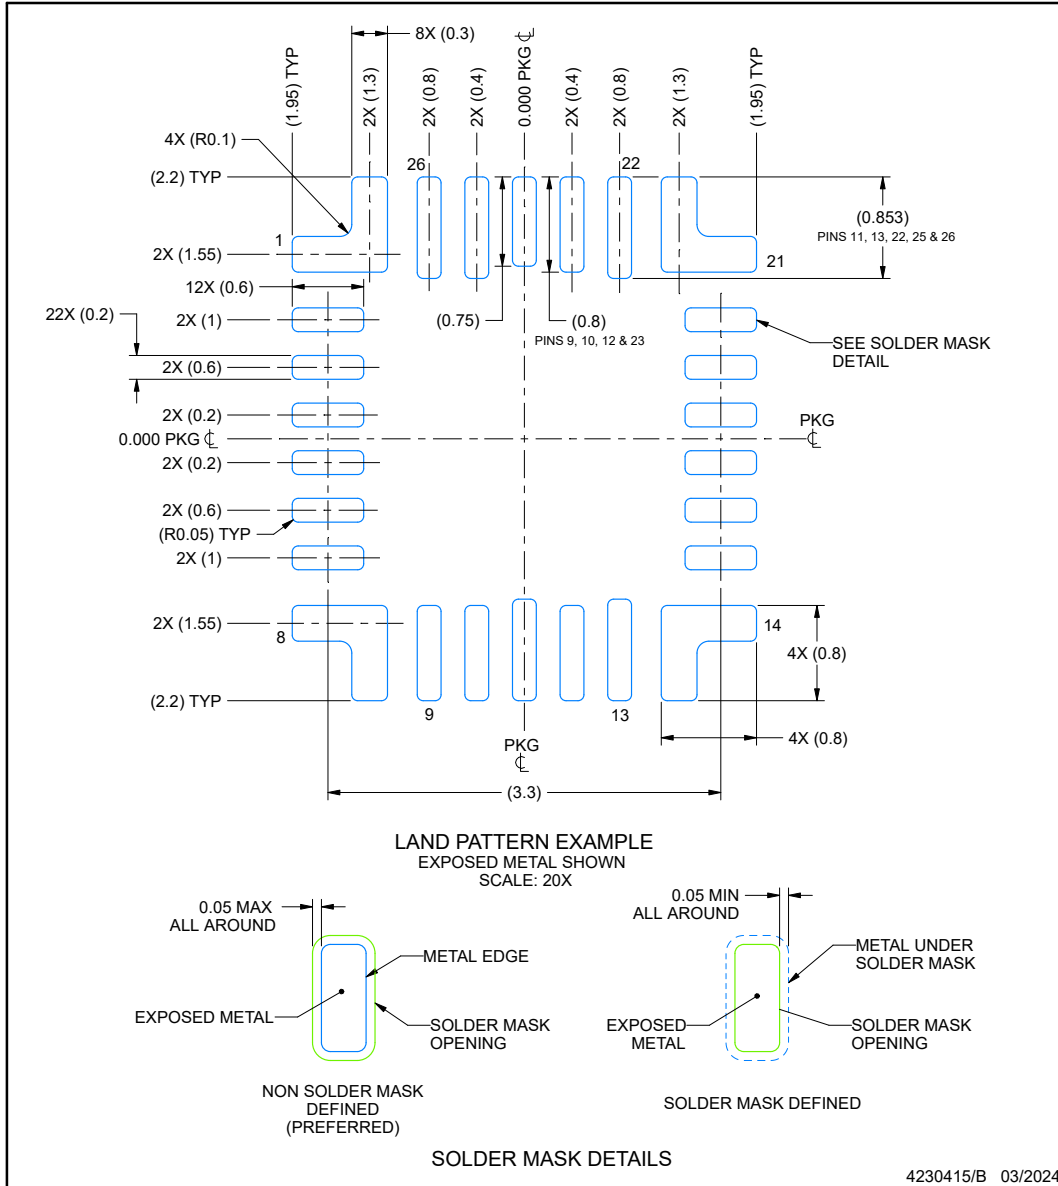 8X (0.3)
(1.95) TYP
2X (1.3)
2X (0.8)
2X (0.4)
0.000 PKG ℄
2X (0.4)
2X (0.8)
2X (1.3)
(1.95) TYP
4X (R0.1)
26
22
(2.2) TYP
(0.853)
PINS 11, 13, 22, 25 & 26
1
2X (1.55)
21
12X (0.6)
22X (0.2)
2X (1)
(0.75)
(0.8)
PINS 9, 10, 12 & 23
SEE SOLDER MASK
DETAIL
2X (0.6)
2X (0.2)
0.000 PKG ℄
PKG
℄
2X (0.2)
2X (0.6)
(R0.05) TYP
2X (1)
2X (1.55)
8
14
4X (0.8)
(2.2) TYP
9
13
4X (0.8)
PKG
℄
(3.3)
LAND PATTERN EXAMPLE
EXPOSED METAL SHOWN
SCALE: 20X
0.05 MAX
ALL AROUND
METAL EDGE
EXPOSED METAL
SOLDER MASK
OPENING
NON SOLDER MASK
DEFINED
(PREFERRED)
0.05 MIN
ALL AROUND
METAL UNDER
SOLDER MASK
EXPOSED
METAL
SOLDER MASK
OPENING
SOLDER MASK DEFINED
SOLDER MASK DETAILS
4230415/B 03/2024